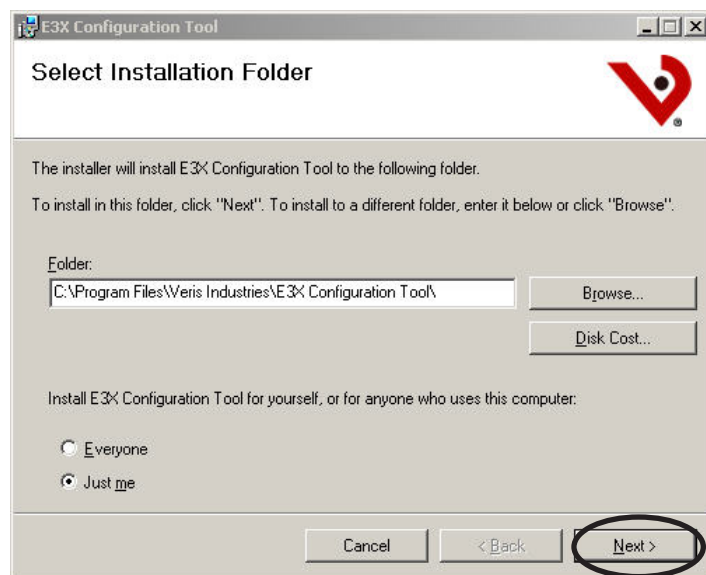 E3X Configuration Tool
Select Installation Folder
®
The installer will install E3X Configuration Tool to the following folder.
To install in this folder, click "Next". To install to a different folder, enter it below or click "Browse".
Folder:
C:\Program Files\Veris Industries\E3X Configuration Tool\
Browse...
Disk Cost...
Install E3X Configuration Tool for yourself, or for anyone who uses this computer:
Everyone
Just me
Cancel
< Back
Next >